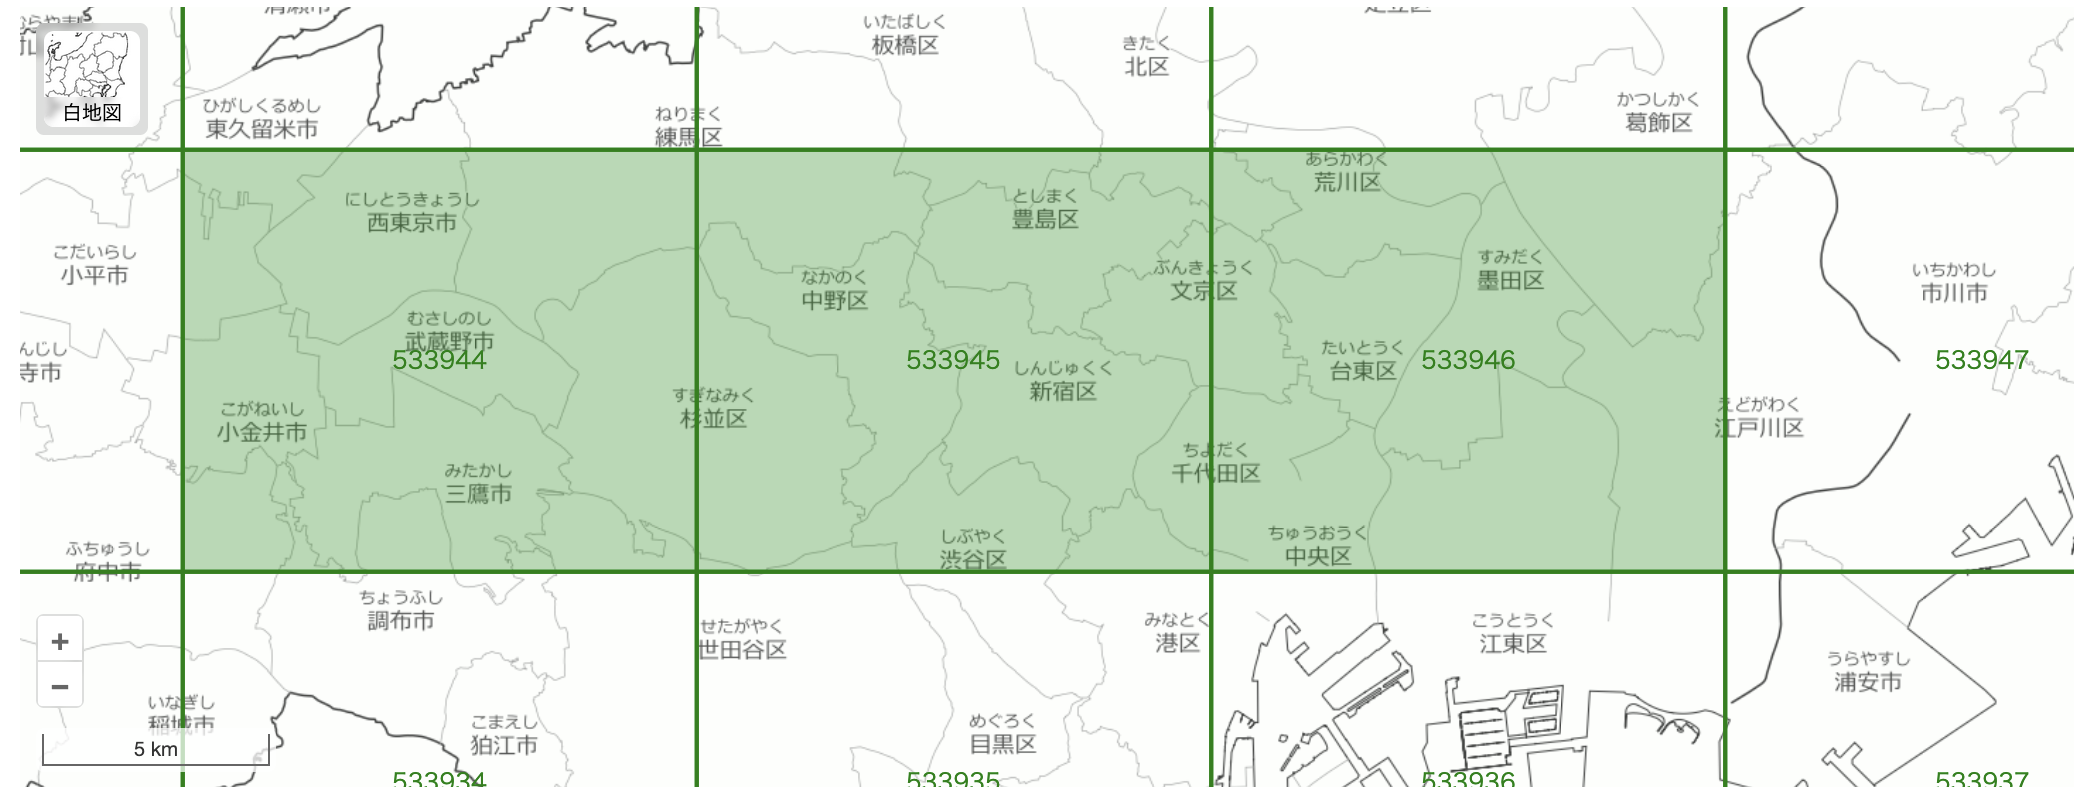 いたばしく
板橋区
きたく
北区
白地図
ひがしくるめし
東久留米市
ねりまく
練馬区
かつしかく
葛飾区
あらかわく
荒川区
にしとうきょうし
西東京市
としまく
豊島区
こだいらし
小平市
なかのく
中野区
ぶんきょうく
文京区
すみだく
墨田区
いちかわし
市川市
むさしのし
武蔵野市
533944
533945
533946
533947
んじし
寺市
しんじゅくく
新宿区
たいとうく
台東区
すぎなみく
杉並区
こがねいし
小金井市
えどがわく
江戸川区
みたかし
三鷹市
ちよだく
千代田区
しぶやく
渋谷区
ちゅうおうく
中央区
ふちゅうし
府中市
ちょうふし
調布市
せたがやく
世田谷区
みなとく
港区
こうとうく
江東区
+
−
うらやすし
浦安市
いなぎし
稲城市
こまえし
狛江市
めぐろく
目黒区
5 km
533934
533935
533936
533937